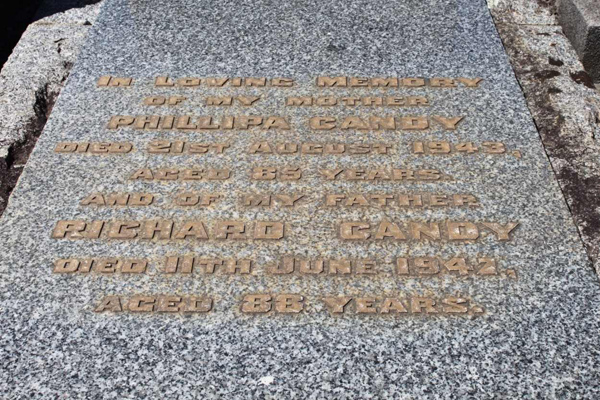 In Loving Memory
of my mother
Phillipa Candy
died 21st August 1943,
aged 85 years.
and of my father
Richard Candy
died 11th June 1942,
aged 88 years.